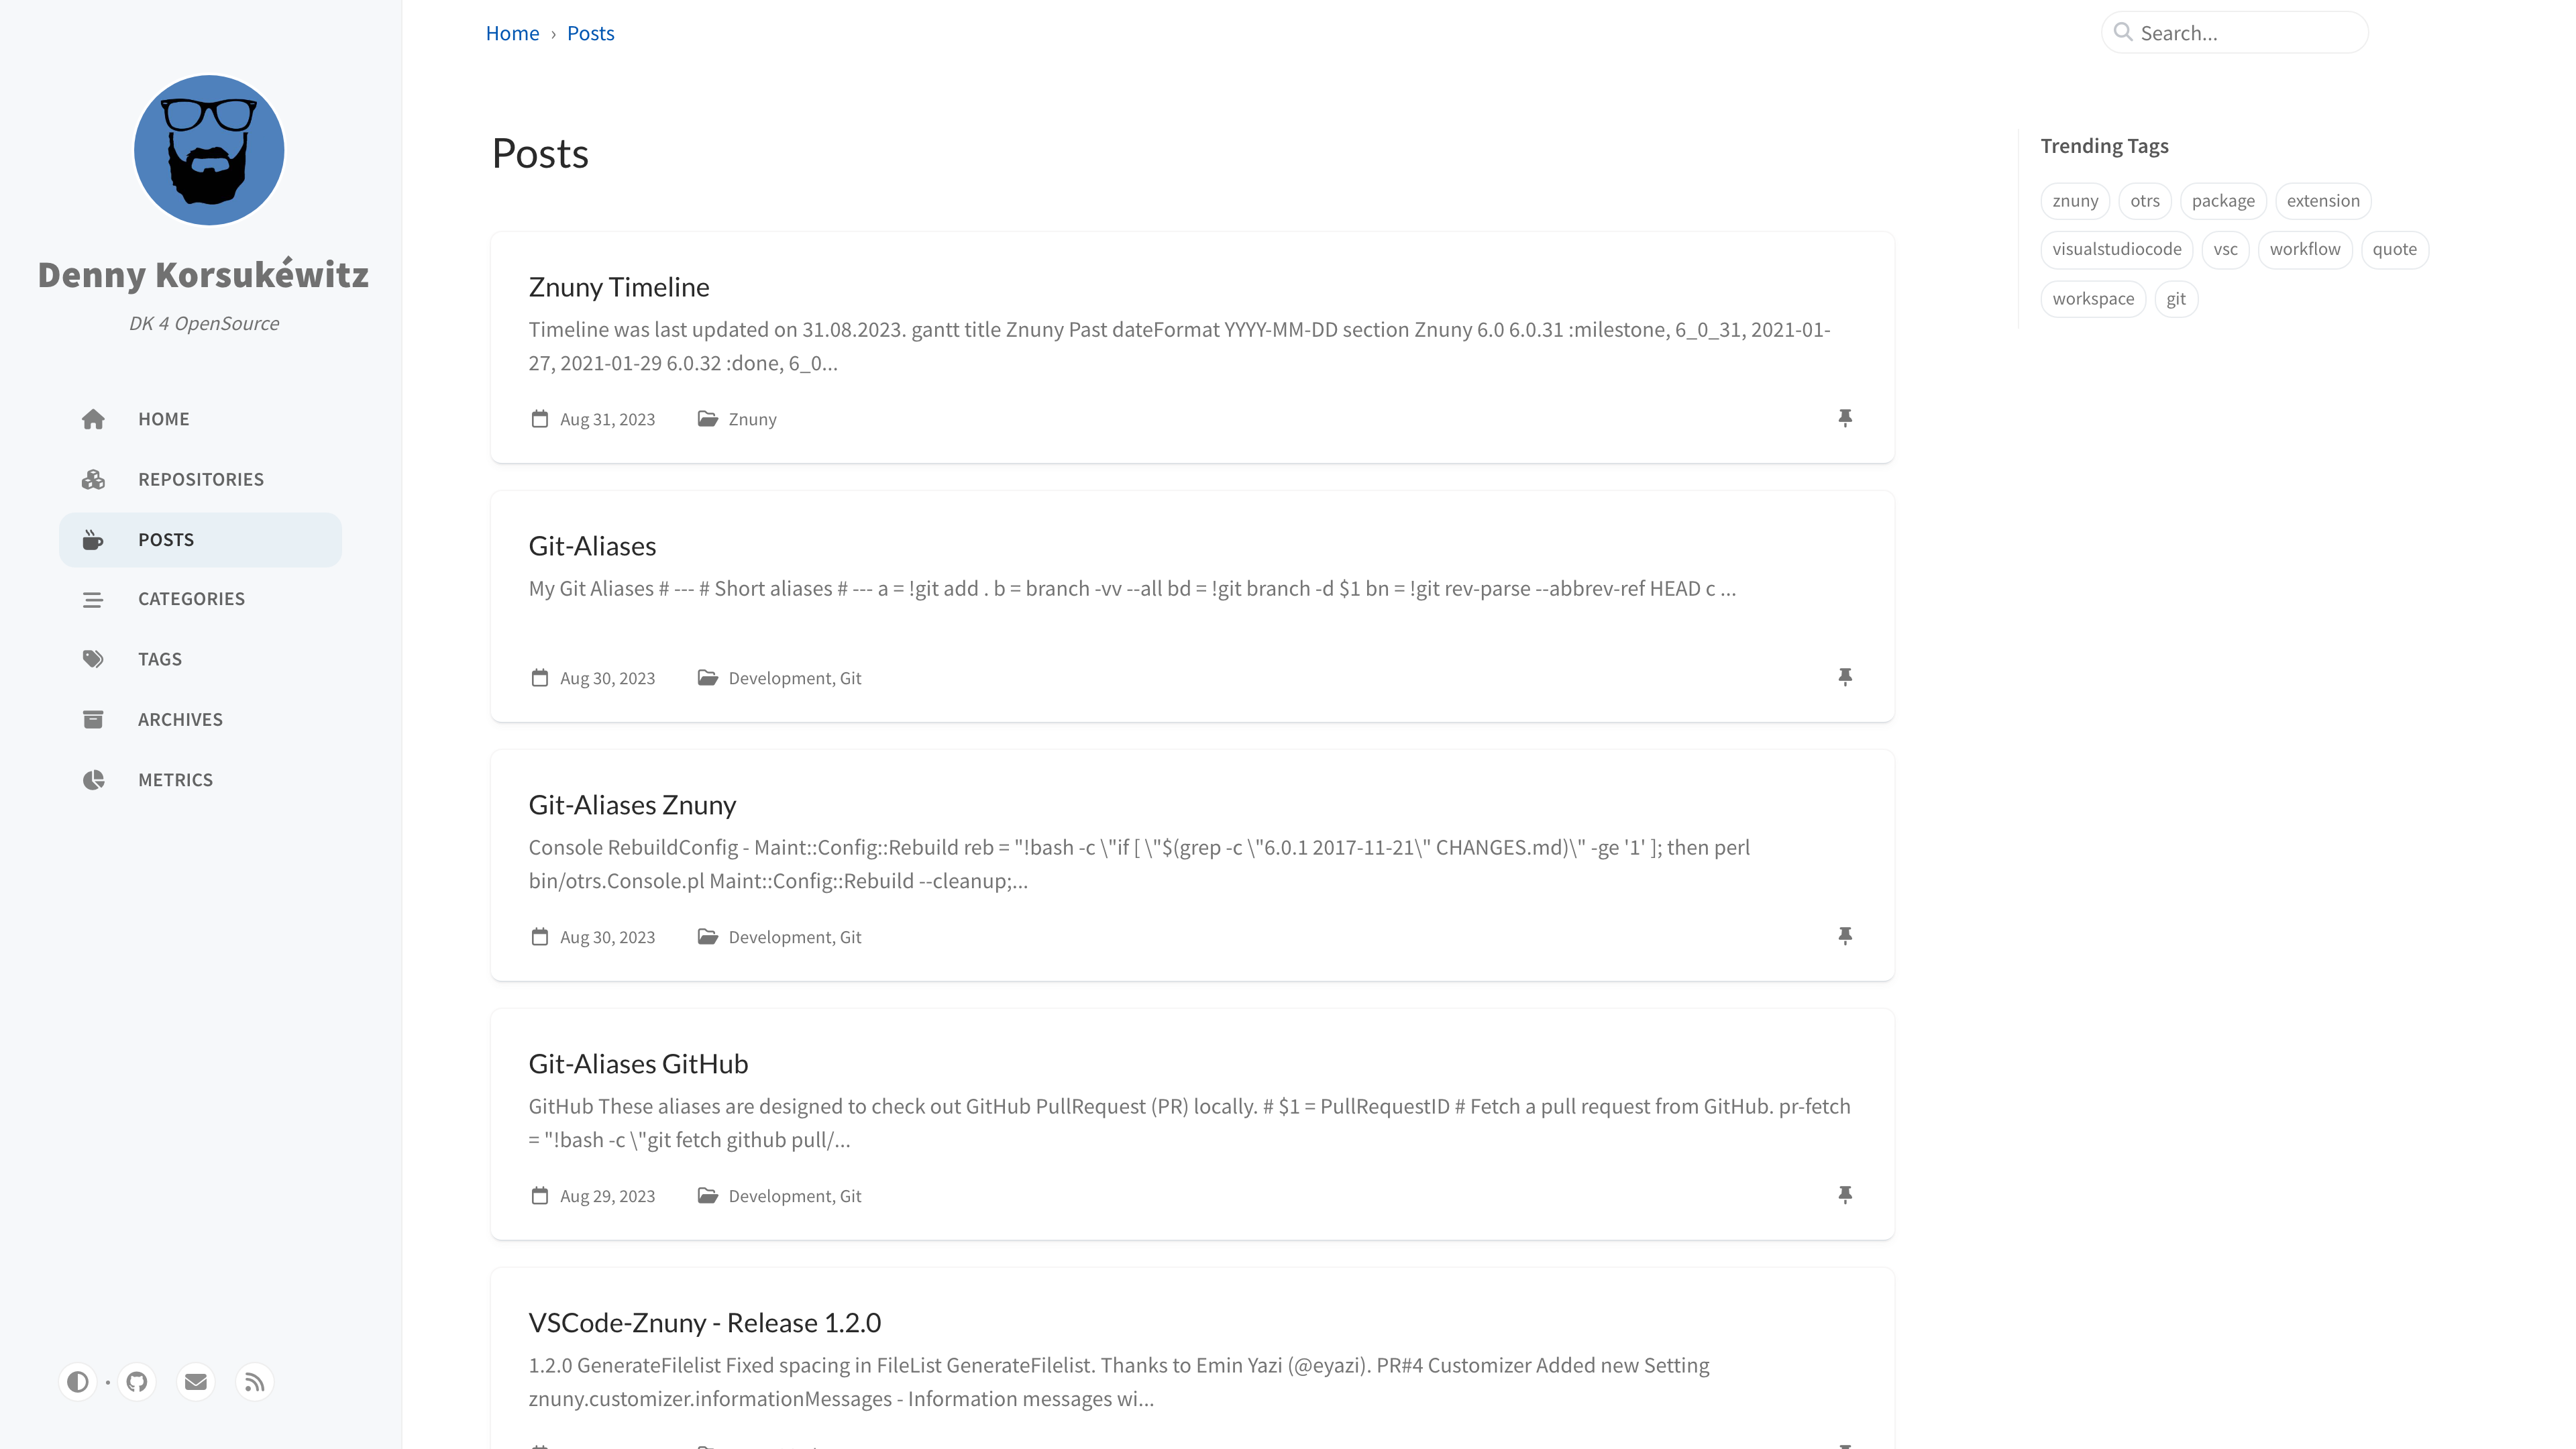 Denny Korsukéwitz
DK 4 OpenSource
HOME
REPOSITORIES
POSTS
CATEGORIES
TAGS
ARCHIVES
METRICS
Home › Posts
Search...
Posts
Znuny Timeline
Timeline was last updated on 31.08.2023. gantt title Znuny Past dateFormat YYYY-MM-DD section Znuny 6.0 6.0.31 :milestone, 6_0_31, 2021-01-
27, 2021-01-29 6.0.32 :done, 6_0...
Aug 31, 2023 Znuny
Git-Aliases
My Git Aliases # --- # Short aliases # --- a = !git add . b = branch -vv --all bd = !git branch -d $1 bn = !git rev-parse --abbrev-ref HEAD c ...
Aug 30, 2023 Development, Git
Git-Aliases Znuny
Console RebuildConfig - Maint::Config::Rebuild reb = "!bash -c \"if [ \"$(grep -c \"6.0.1 2017-11-21\" CHANGES.md)\" -ge '1' ]; then perl
bin/otrs.Console.pl Maint::Config::Rebuild --cleanup;...
Aug 30, 2023 Development, Git
Git-Aliases GitHub
GitHub These aliases are designed to check out GitHub PullRequest (PR) locally. # $1 = PullRequestID # Fetch a pull request from GitHub. pr-fetch
= "!bash -c \"git fetch github pull/...
Aug 29, 2023 Development, Git
VSCode-Znuny - Release 1.2.0
1.2.0 GenerateFilelist Fixed spacing in FileList GenerateFilelist. Thanks to Emin Yazi (@eyazi). PR#4 Customizer Added new Setting
znuny.customizer.informationMessages - Information messages wi...
Trending Tags
znuny otrs package extension
visualstudiocode vsc workflow quote
workspace git